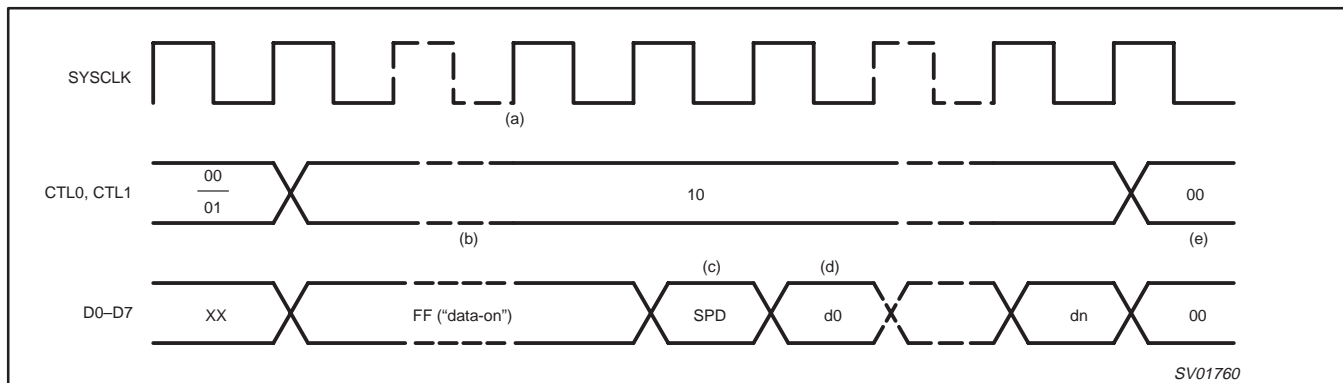 SYSCLK
(a)
CTL0, CTL1
00
01
10
00
(b)
(e)
(c)
(d)
D0–D7
XX
FF (“data-on”)
SPD
d0
dn
00
SV01760